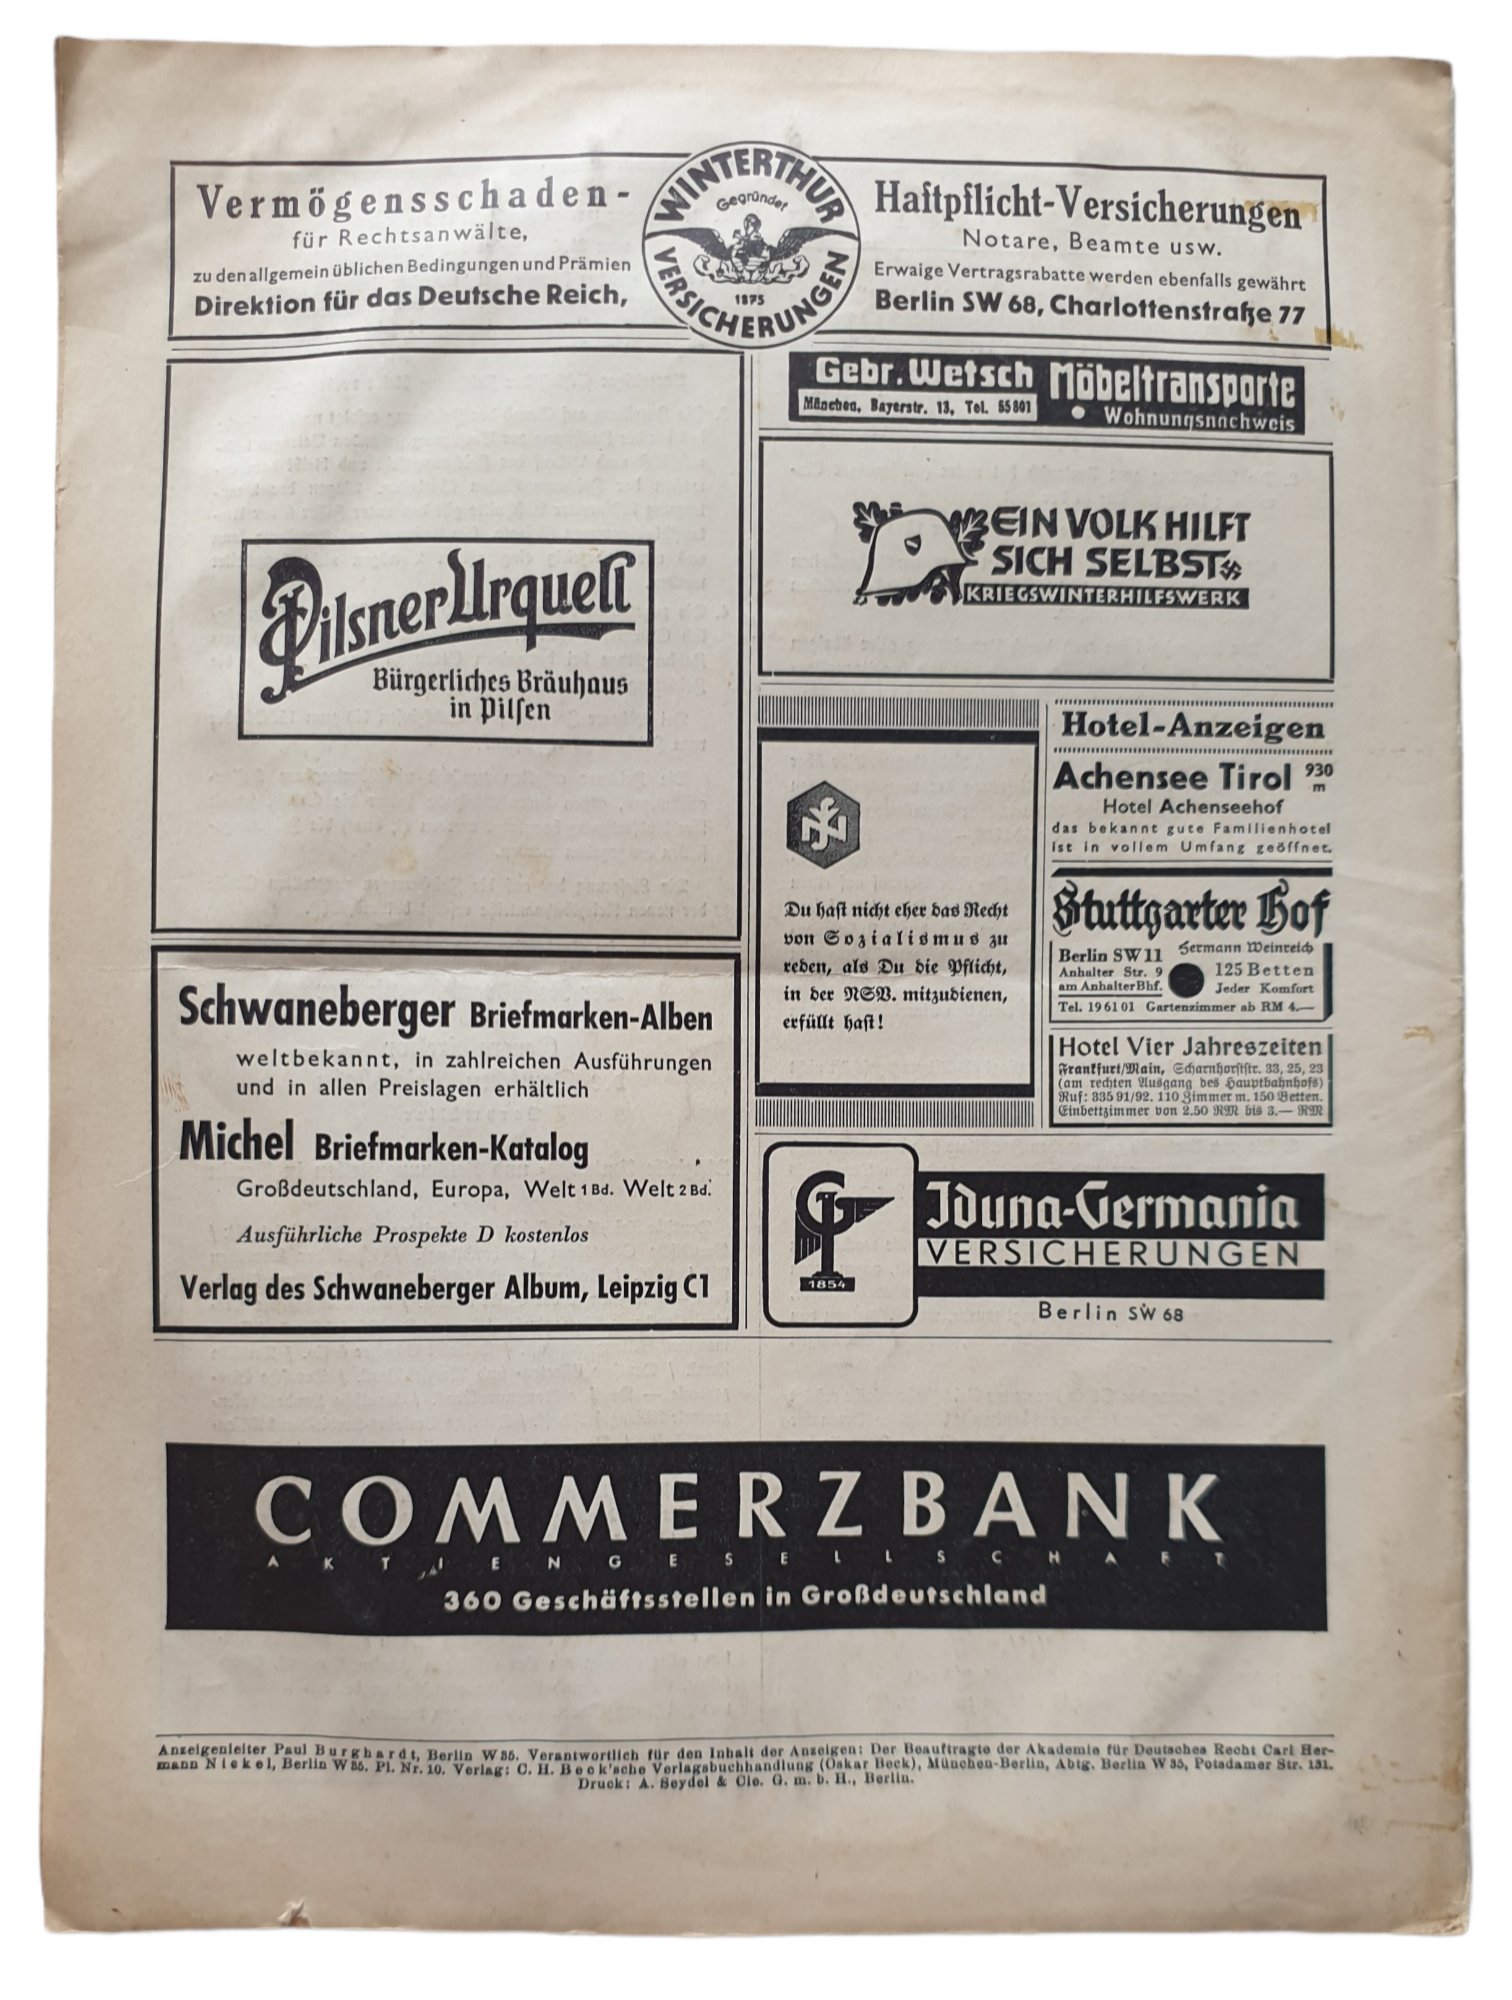 Vermögensschaden-
für Rechtsanwälte,
zu den allgemein üblichen Bedingungen und Prämien
Direktion für das Deutsche Reich,
WINTERTHUR
Gegründet
1875
VERSICHERUNGEN
Haftpflicht-Versicherungen
Notare, Beamte usw.
Etwaige Vertragsrabatte werden ebenfalls gewährt
Berlin SW 68, Charlottenstraße 77
Pilsner Urquell
Bürgerliches Bräuhaus
in Pilsen
Schwaneberger Briefmarken-Alben
weltbekannt, in zahlreichen Ausführungen
und in allen Preislagen erhältlich
Michel Briefmarken-Katalog
Großdeutschland, Europa, Welt 1 Bd. Welt 2 Bd.
Ausführliche Prospekte D kostenlos
Verlag des Schwaneberger Album, Leipzig C1
Gebr. Wetsch Möbeltransporte
München, Bayerstr. 13, Tel. 55801 • Wohnungsnachweis
EIN VOLK HILFT
SICH SELBST
KRIEGSWINTERHILFSWERK
Du hast nicht eher das Recht
von Sozialismus zu
reden, als Du die Pflicht,
in der NSV. mitzudienen,
erfüllt hast!
Hotel-Anzeigen
Achensee Tirol 930 m
Hotel Achenseehof
das bekannt gute Familienhotel
ist in vollem Umfang geöffnet.
Stuttgarter Hof
Berlin SW 11 Hermann Weinreich
Anhalter Str. 9 125 Betten
am Anhalter Bhf. Jeder Komfort
Tel. 19 61 01 Gartenzimmer ab RM 4.—
Hotel Vier Jahreszeiten
Frankfurt/Main, Scharnhorststr. 33, 25, 23
(am rechten Ausgang des Hauptbahnhofs)
Ruf: 335 91/92. 110 Zimmer m. 150 Betten.
Einbettzimmer von 2.50 RM bis 3.— RM
1854
Iduna-Germania
VERSICHERUNGEN
Berlin SW 68
COMMERZBANK
AKTIENGESELLSCHAFT
360 Geschäftsstellen in Großdeutschland
Anzeigenleiter Paul Burghardt, Berlin W 35. Verantwortlich für den Inhalt der Anzeigen: Der Beauftragte der Akademie für Deutsches Recht Carl Her-
mann Nickel, Berlin W 35. Pl. Nr. 10. Verlag: C. H. Beck'sche Verlagsbuchhandlung (Oskar Beck), München-Berlin, Abtg. Berlin W 35, Potsdamer Str. 131.
Druck: A. Seydel & Cie. G. m. b. H., Berlin.